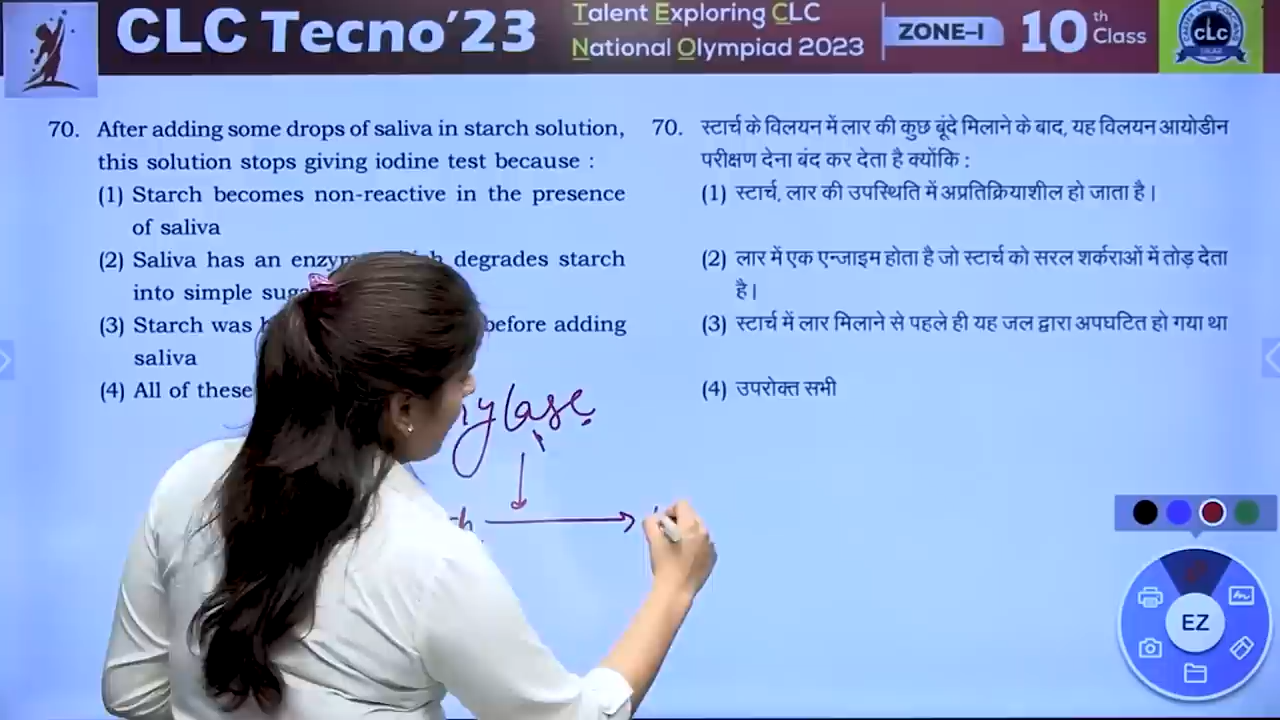 CLC Tecno'23
Talent Exploring CLC
National Olympiad 2023
ZONE-I
10th Class
CLC
70. After adding some drops of saliva in starch solution,
this solution stops giving iodine test because :
(1) Starch becomes non-reactive in the presence
of saliva
(2) Saliva has an degrades starch
into simple
(3) Starch was before adding
saliva
(4) All of these
70. स्टार्च के विलयन में लार की कुछ बूंदे मिलाने के बाद, यह विलयन आयोडीन
परीक्षण देना बंद कर देता है क्योंकि :
(1) स्टार्च, लार की उपस्थिति में अप्रतिक्रियाशील हो जाता है।
(2) लार में एक एन्जाइम होता है जो स्टार्च को सरल शर्कराओं में तोड़ देता
है।
(3) स्टार्च में लार मिलाने से पहले ही यह जल द्वारा अपघटित हो गया था
(4) उपरोक्त सभी
ylase
EZ